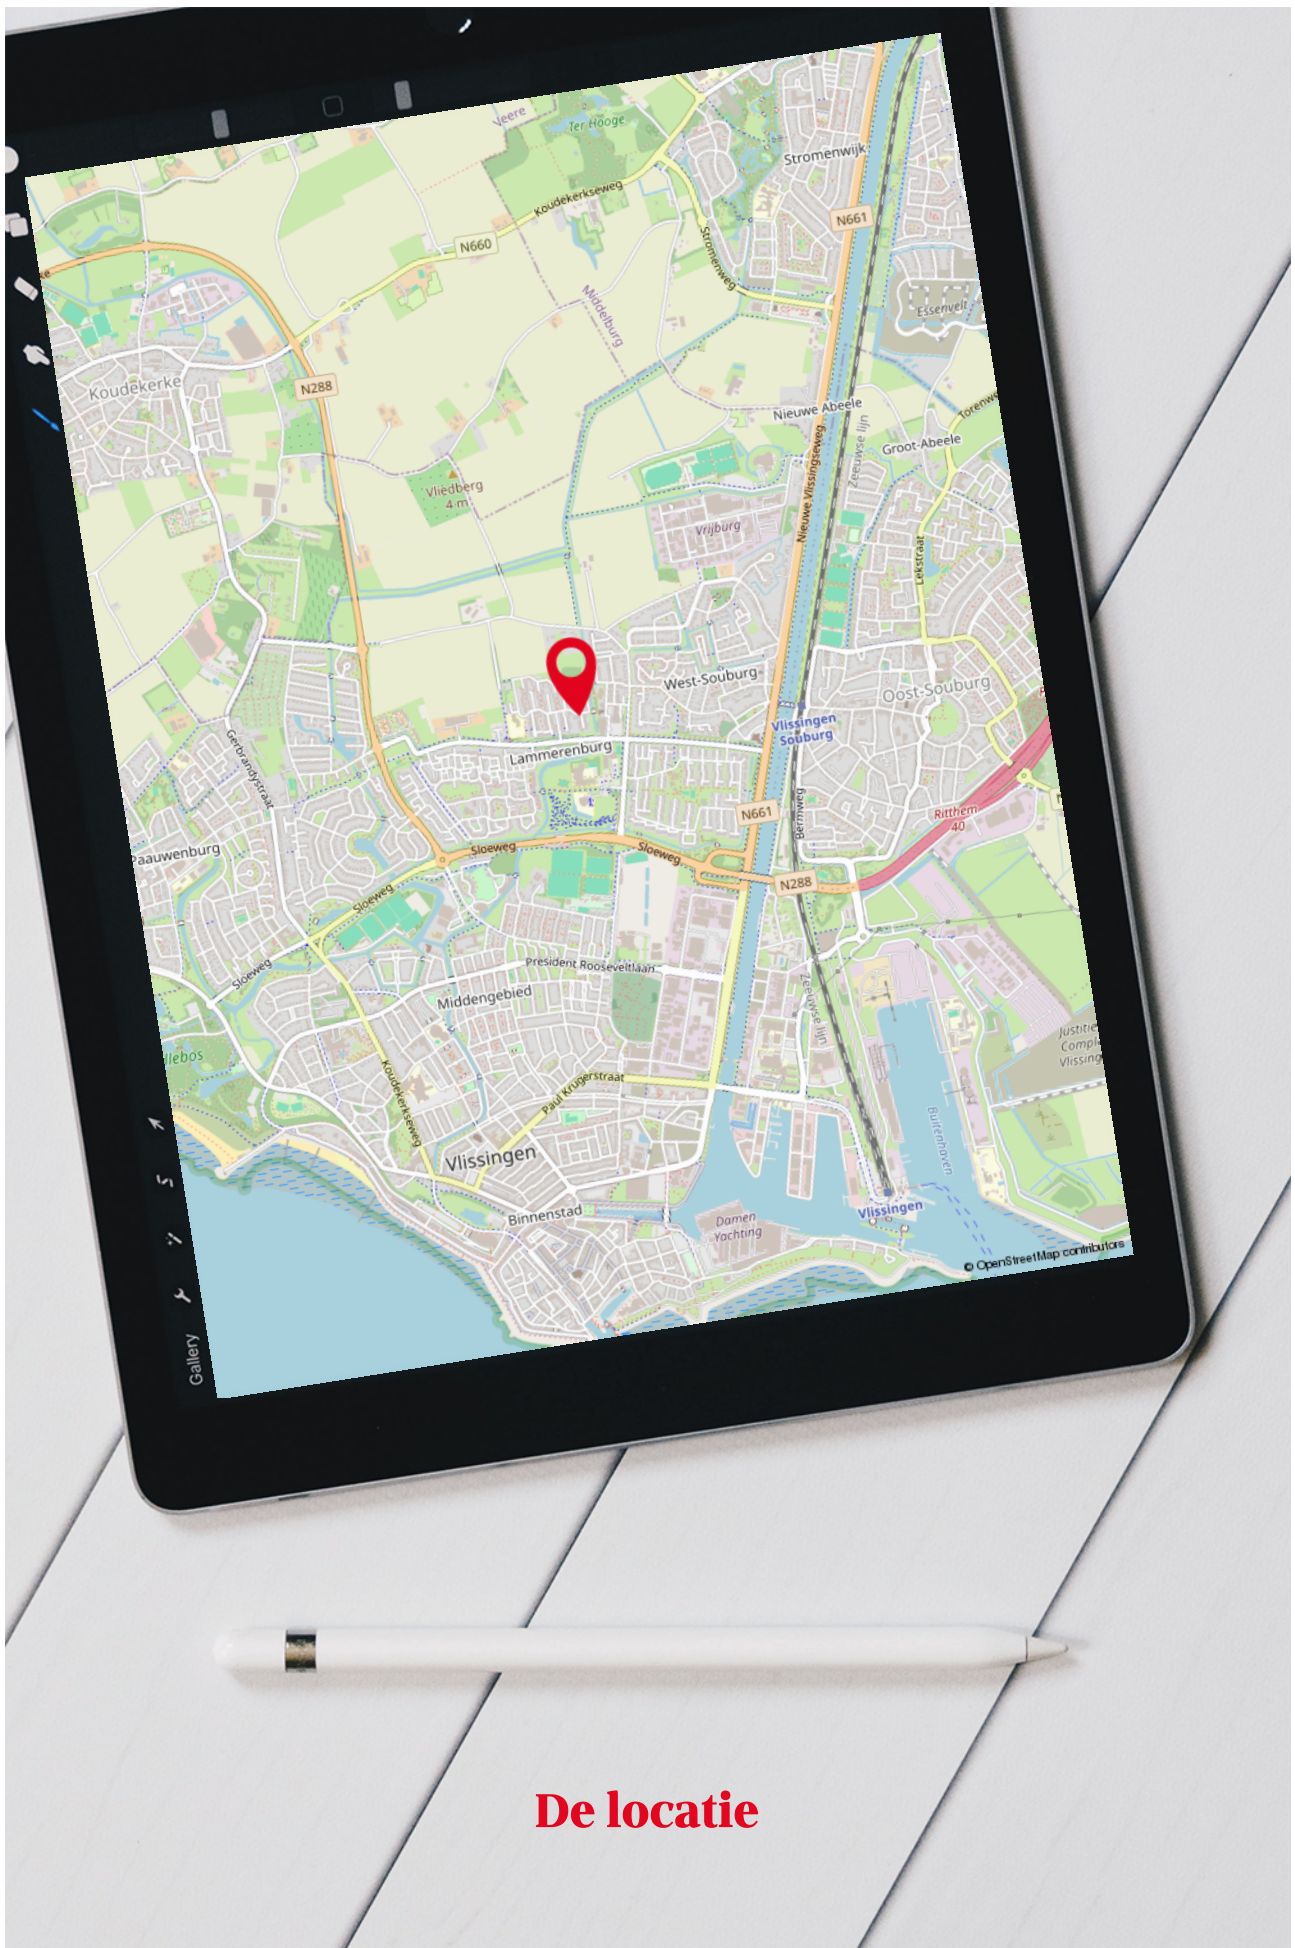 Veere
Ter Hooge
Stromenwijk
Koudekerkseweg
N661
N660
Stromenweg
Essenvelt
Middelburg
Koudekerke
N288
Nieuwe Abeele
Torenwe
Zeeuwse lijn
Groot-Abeele
Nieuwe Vlissingseweg
Vliedberg
4 m
Vrijburg
Lekstraat
West-Souburg
Oost-Souburg
Vlissingen
Souburg
Gerbrandystraat
Lammerenburg
N661
Bermweg
Ritthem
40
Paauwenburg
Sloeweg
Sloeweg
N288
Sloeweg
Sloeweg
President Rooseveltlaan
Middengebied
Zeeuwse lijn
Justitie
Comple
Vlissing
llebos
Koudekerkseweg
Paul Krugerstraat
Buitenhaven
Vlissingen
Binnenstad
Damen
Yachting
Vlissingen
© OpenStreetMap contributors
Gallery
De locatie